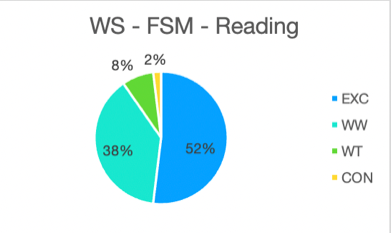 WS - FSM - Reading
8% 2%
38% 52%
EXC
WW
WT
CON